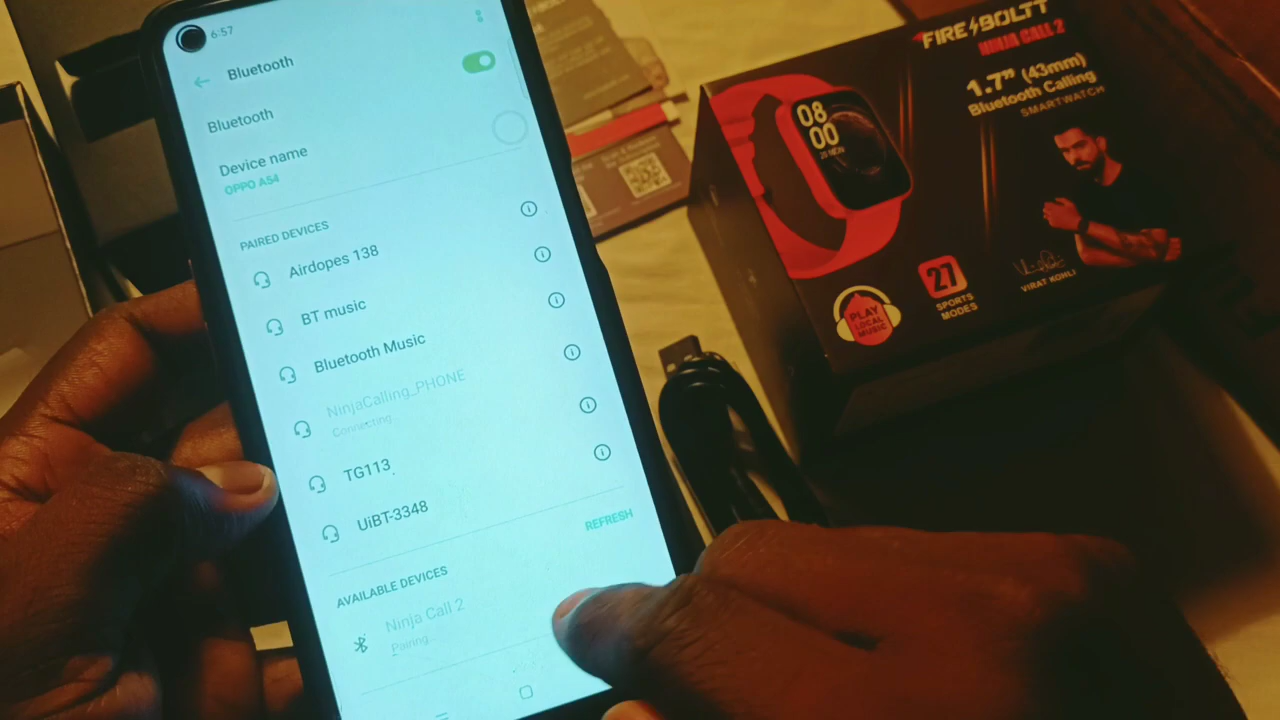 6:57
Bluetooth
Bluetooth
Device name
OPPO A54
PAIRED DEVICES
Airdopes 138
BT music
Bluetooth Music
NinjaCalling_PHONE
Connecting
TG113
UiBT-3348
REFRESH
AVAILABLE DEVICES
Ninja Call 2
Pairing...
FIRE BOLTT
NINJA CALL 2
1.7" (43mm)
Bluetooth Calling
SMARTWATCH
08
00
20 MON
PLAY
LOCAL
MUSIC
27
SPORTS
MODES
VIRAT KOHLI